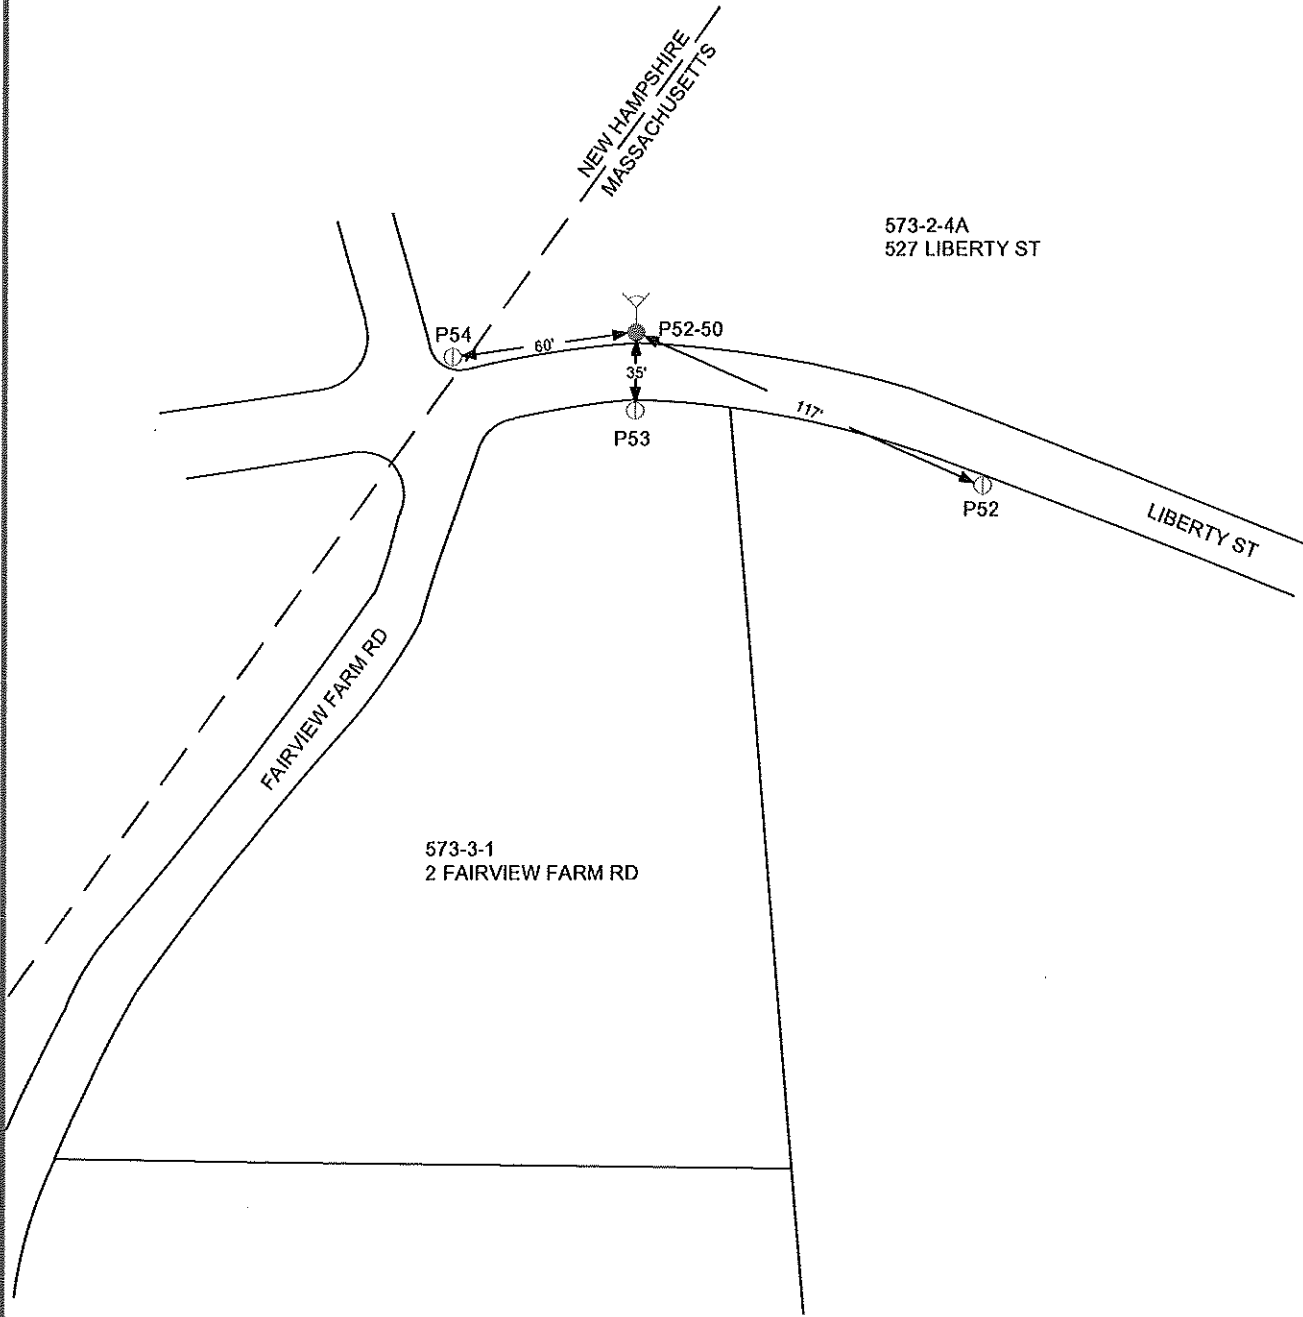 NEW HAMPSHIRE
MASSACHUSETTS
573-2-4A
527 LIBERTY ST
P54
60'
P52-50
35'
P53
117'
P52
LIBERTY ST
FAIRVIEW FARM RD
573-3-1
2 FAIRVIEW FARM RD